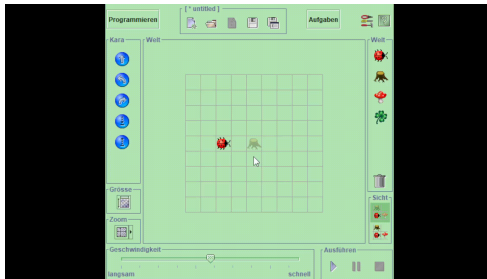 Programmieren
[ * untitled ]
Aufgaben
Kara
Welt
Welt
Grösse
Zoom
Sicht
Geschwindigkeit
langsam
schnell
Ausführen